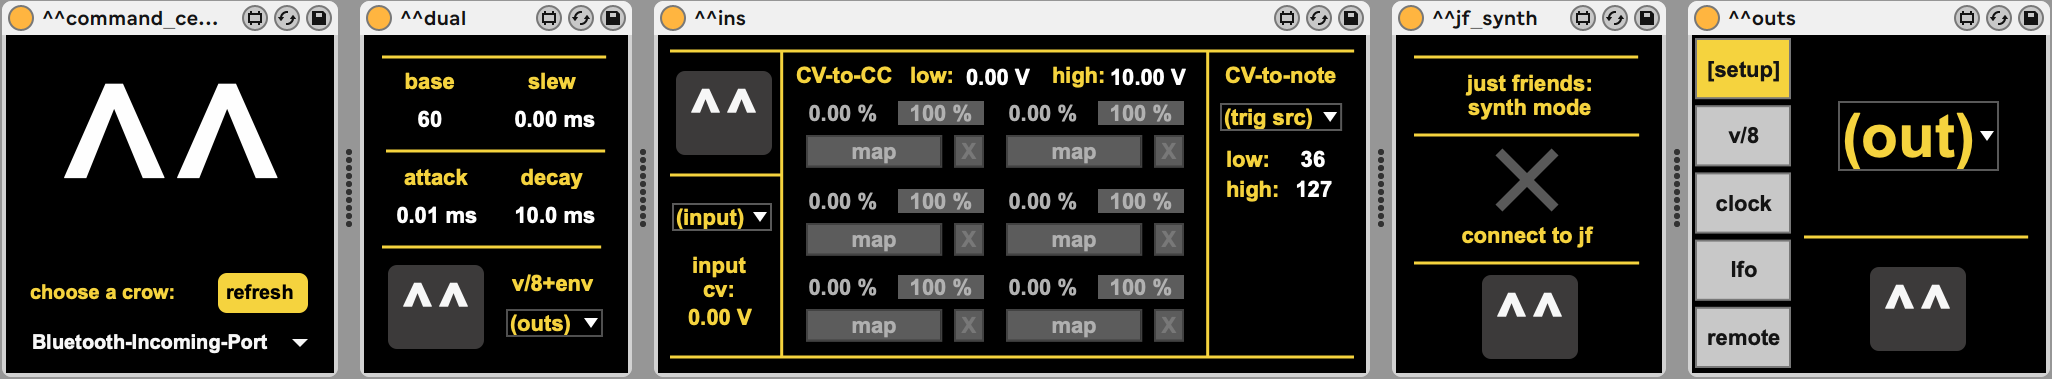 ^^command_ce...
^^
choose a crow:
refresh
Bluetooth-Incoming-Port
^^dual
base
slew
60
0.00 ms
attack
decay
0.01 ms
10.0 ms
^^
v/8+env
(outs)
^^ins
^^
(input)
input
cv:
0.00 V
CV-to-CC low: 0.00 V high: 10.00 V
0.00 % 100 % 0.00 % 100 %
map X map X
0.00 % 100 % 0.00 % 100 %
map X map X
0.00 % 100 % 0.00 % 100 %
map X map X
CV-to-note
(trig src)
low: 36
high: 127
^^jf_synth
just friends:
synth mode
connect to jf
^^
^^outs
[setup]
v/8
clock
lfo
remote
(out)
^^